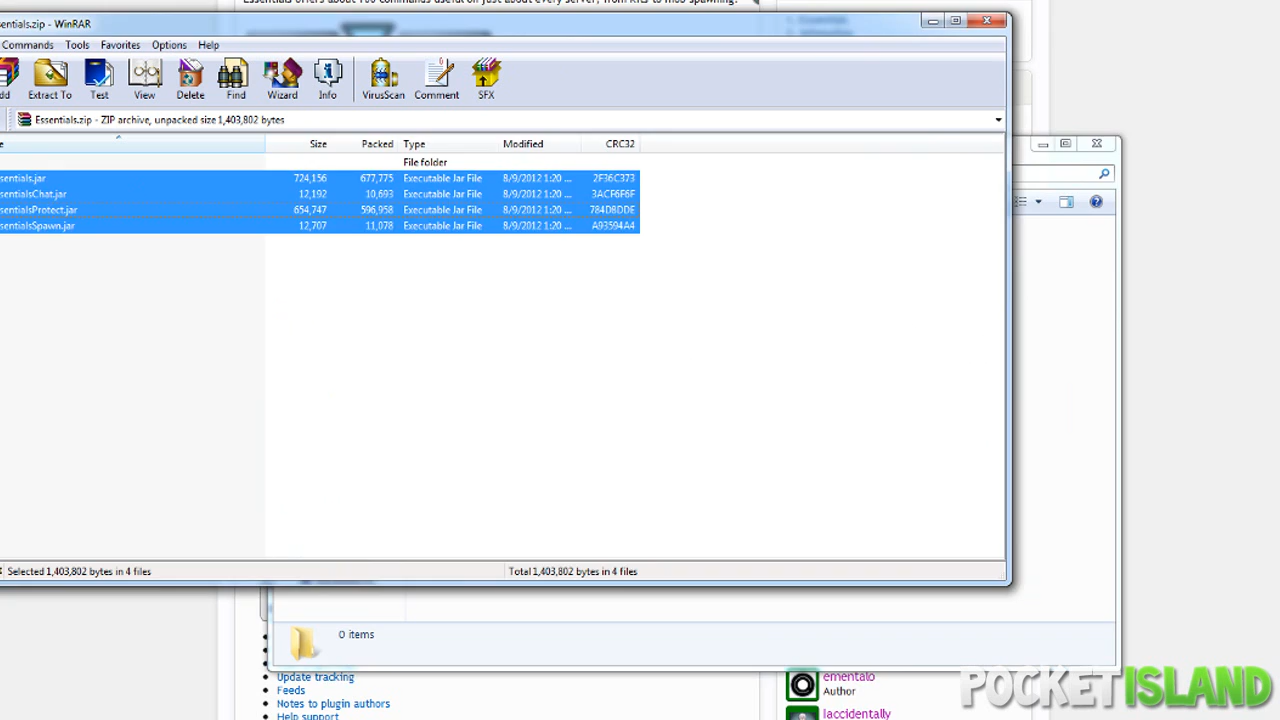 Essentials offers about 100 commands useful on just about every server, from kits to mob spawning.
sentials.zip - WinRAR
Commands Tools Favorites Options Help
dd Extract To Test View Delete Find Wizard Info VirusScan Comment SFX
Essentials.zip - ZIP archive, unpacked size 1,403,802 bytes
e Size Packed Type Modified CRC32
File folder
sentials.jar 724,156 677,775 Executable Jar File 8/9/2012 1:20 ... 2F36C373
sentialsChat.jar 12,192 10,693 Executable Jar File 8/9/2012 1:20 ... 3ACF6F6F
sentialsProtect.jar 654,747 596,958 Executable Jar File 8/9/2012 1:20 ... 784D8DDE
sentialsSpawn.jar 12,707 11,078 Executable Jar File 8/9/2012 1:20 ... A93594A4
Selected 1,403,802 bytes in 4 files Total 1,403,802 bytes in 4 files
0 items
Update tracking
Feeds
Notes to plugin authors
Help support
ementalo
Author
laccidentally
POCKETISLAND